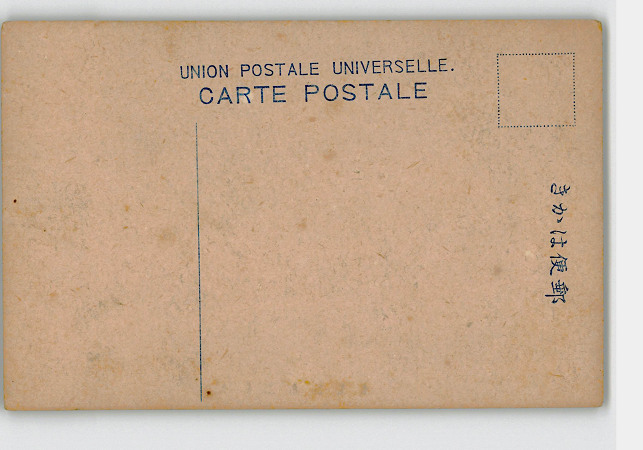 UNION POSTALE UNIVERSELLE.
CARTE POSTALE
郵便はかき